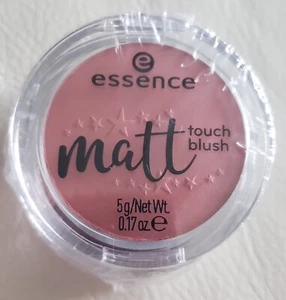 e
essence
matt touch
blush
5g/Net Wt.
0.17 oz.℮